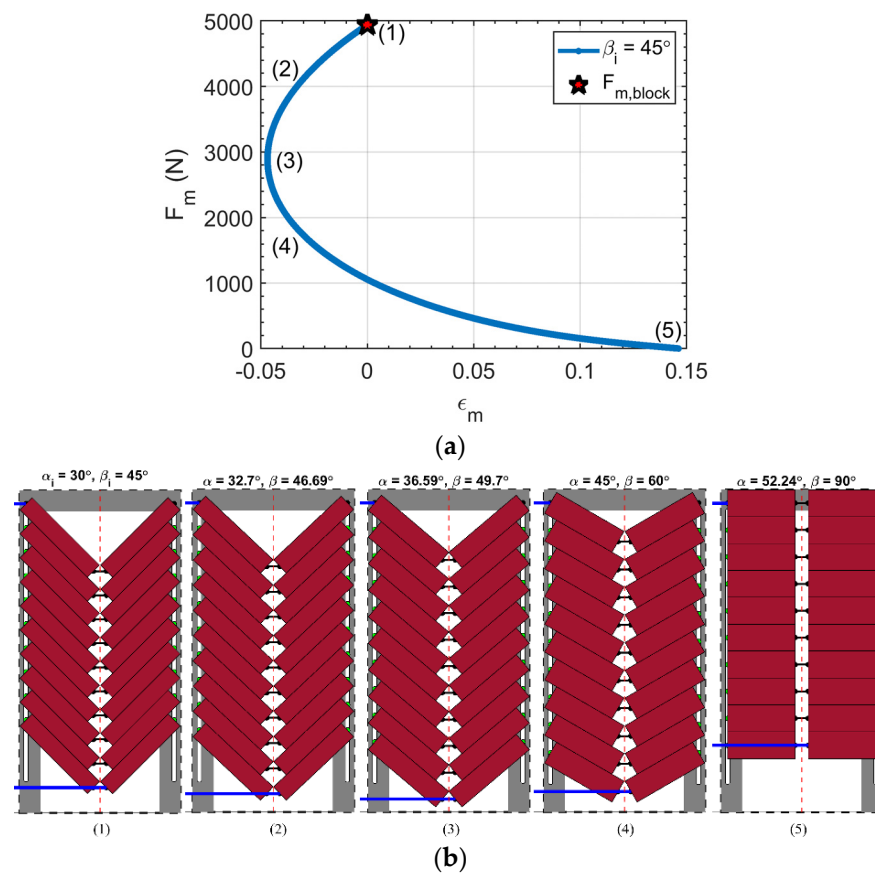 5000
4000
3000
2000
1000
0
F_m (N)
-0.05 0 0.05 0.1 0.15
ϵ_m
(1)
(2)
(3)
(4)
(5)
β_i = 45°
F_m,block
(a)
α_i = 30°, β_i = 45°
α = 32.7°, β = 46.69°
α = 36.59°, β = 49.7°
α = 45°, β = 60°
α = 52.24°, β = 90°
(1) (2) (3) (4) (5)
(b)